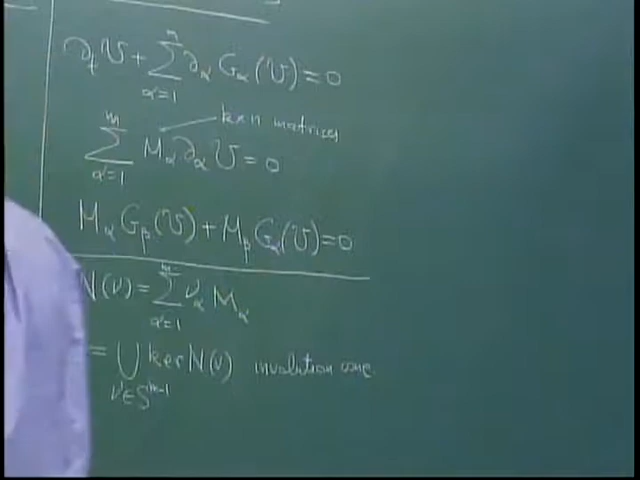 ∂_t U + Σ_{α=1}^{m} ∂_α G_α(U) = 0
k×n matrices
Σ_{α=1}^{m} M_α ∂_α U = 0
M_α G_β(U) + M_β G_α(U) = 0
N(ν) = Σ_{α=1}^{m} ν_α M_α
= ⋃_{ν∈S^{m-1}} ker N(ν) involution cone